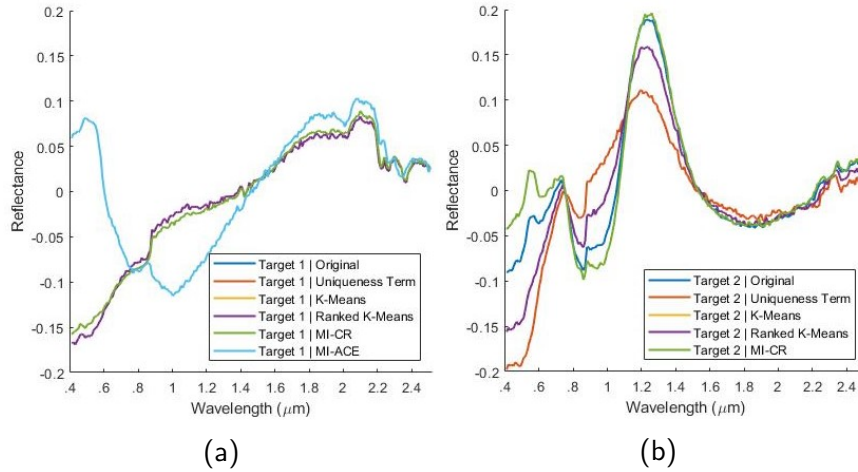 0.2
0.15
0.1
0.05
0
-0.05
-0.1
-0.15
-0.2
Reflectance
.4 .6 .8 1.0 1.2 1.4 1.6 1.8 2 2.2 2.4
Wavelength (μm)
Target 1 | Original
Target 1 | Uniqueness Term
Target 1 | K-Means
Target 1 | Ranked K-Means
Target 1 | MI-CR
Target 1 | MI-ACE
(a)
0.2
0.15
0.1
0.05
0
-0.05
-0.1
-0.15
-0.2
Reflectance
.4 .6 .8 1.0 1.2 1.4 1.6 1.8 2 2.2 2.4
Wavelength (μm)
Target 2 | Original
Target 2 | Uniqueness Term
Target 2 | K-Means
Target 2 | Ranked K-Means
Target 2 | MI-CR
(b)